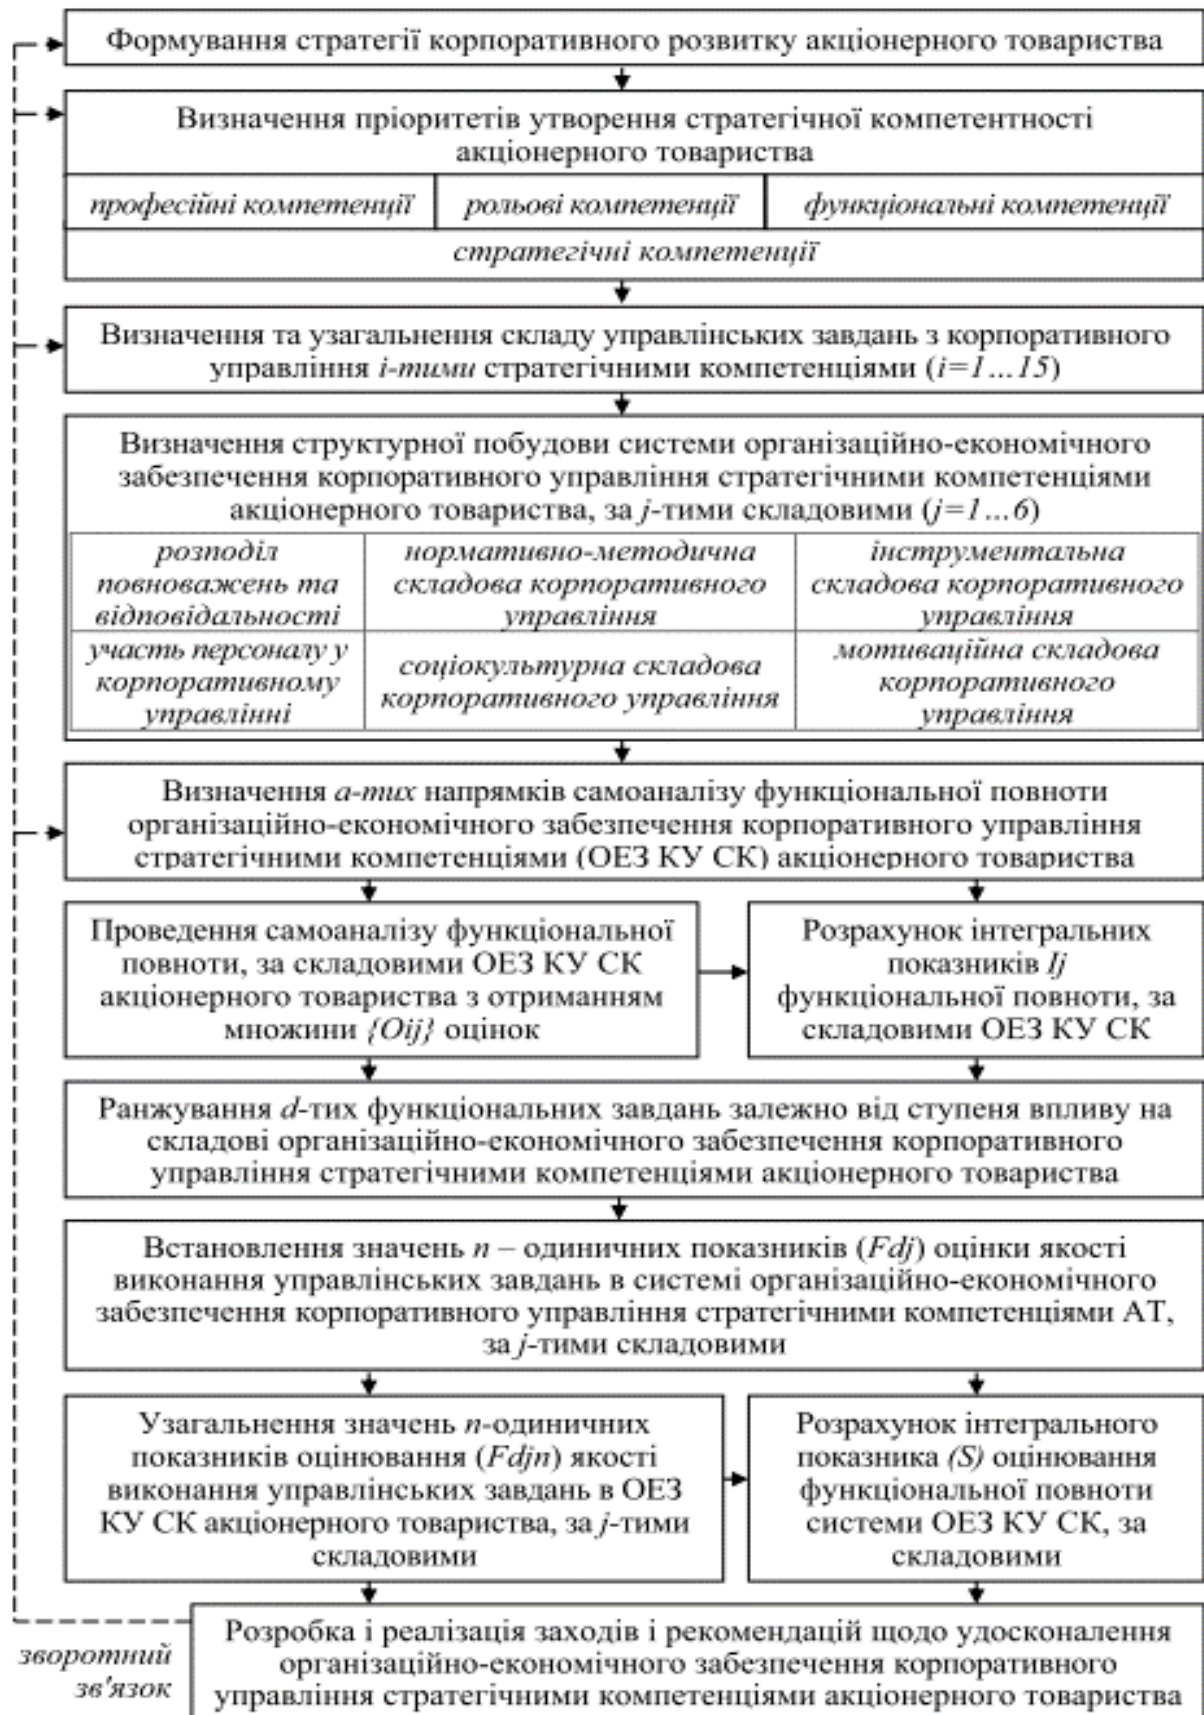 Формування стратегії корпоративного розвитку акціонерного товариства
Визначення пріоритетів утворення стратегічної компетентності
акціонерного товариства
професійні компетенції
рольові компетенції
функціональні компетенції
стратегічні компетенції
Визначення та узагальнення складу управлінських завдань з корпоративного
управління i-тими стратегічними компетенціями (i=1…15)
Визначення структурної побудови системи організаційно-економічного
забезпечення корпоративного управління стратегічними компетенціями
акціонерного товариства, за j-тими складовими (j=1…6)
розподіл
повноважень та
відповідальності
нормативно-методична
складова корпоративного
управління
інструментальна
складова корпоративного
управління
участь персоналу у
корпоративному
управлінні
соціокультурна складова
корпоративного управління
мотиваційна складова
корпоративного
управління
Визначення а-тих напрямків самоаналізу функціональної повноти
організаційно-економічного забезпечення корпоративного управління
стратегічними компетенціями (ОЕЗ КУ СК) акціонерного товариства
Проведення самоаналізу функціональної
повноти, за складовими ОЕЗ КУ СК
акціонерного товариства з отриманням
множини {Oij} оцінок
Розрахунок інтегральних
показників Ij
функціональної повноти, за
складовими ОЕЗ КУ СК
Ранжування d-тих функціональних завдань залежно від ступеня впливу на
складові організаційно-економічного забезпечення корпоративного
управління стратегічними компетенціями акціонерного товариства
Встановлення значень n – одиничних показників (Fdj) оцінки якості
виконання управлінських завдань в системі організаційно-економічного
забезпечення корпоративного управління стратегічними компетенціями АТ,
за j-тими складовими
Узагальнення значень n-одиничних
показників оцінювання (Fdjn) якості
виконання управлінських завдань в ОЕЗ
КУ СК акціонерного товариства, за j-тими
складовими
Розрахунок інтегрального
показника (S) оцінювання
функціональної повноти
системи ОЕЗ КУ СК, за
складовими
зворотний
зв'язок
Розробка і реалізація заходів і рекомендацій щодо удосконалення
організаційно-економічного забезпечення корпоративного
управління стратегічними компетенціями акціонерного товариства